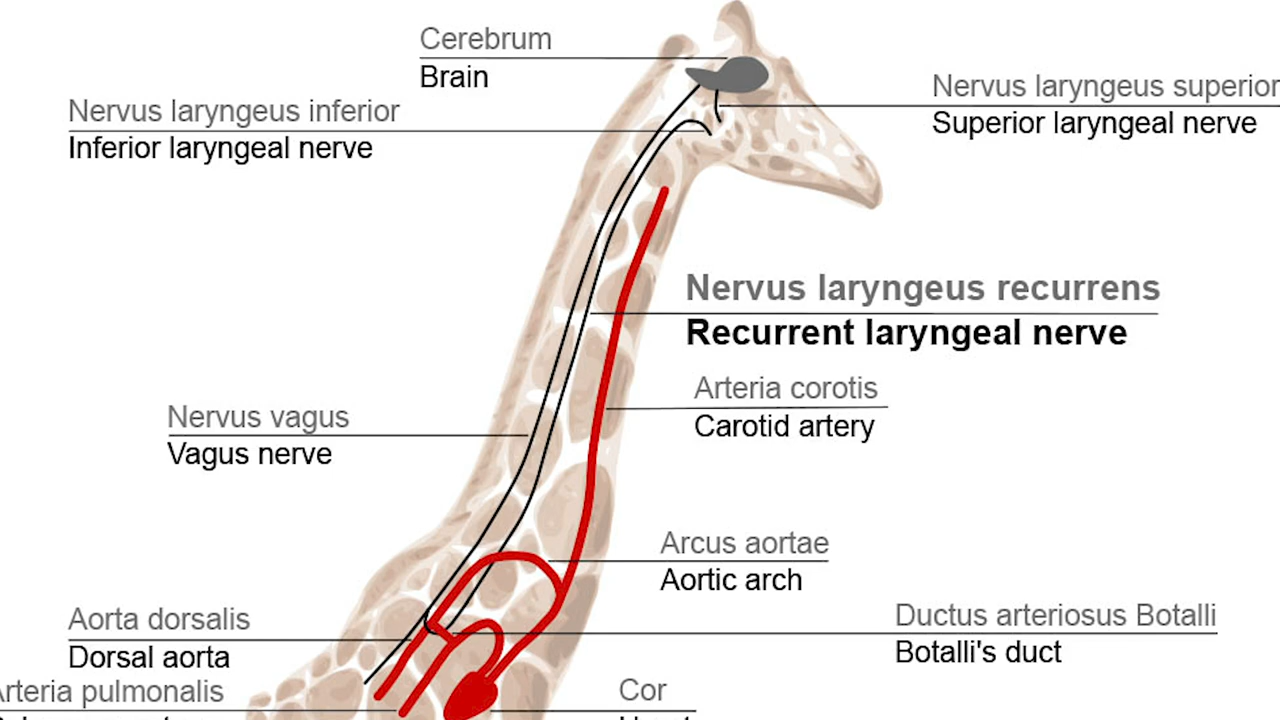 Cerebrum
Brain
Nervus laryngeus superior
Superior laryngeal nerve
Nervus laryngeus inferior
Inferior laryngeal nerve
Nervus laryngeus recurrens
Recurrent laryngeal nerve
Arteria corotis
Carotid artery
Nervus vagus
Vagus nerve
Arcus aortae
Aortic arch
Aorta dorsalis
Dorsal aorta
Ductus arteriosus Botalli
Botalli's duct
Arteria pulmonalis
Cor